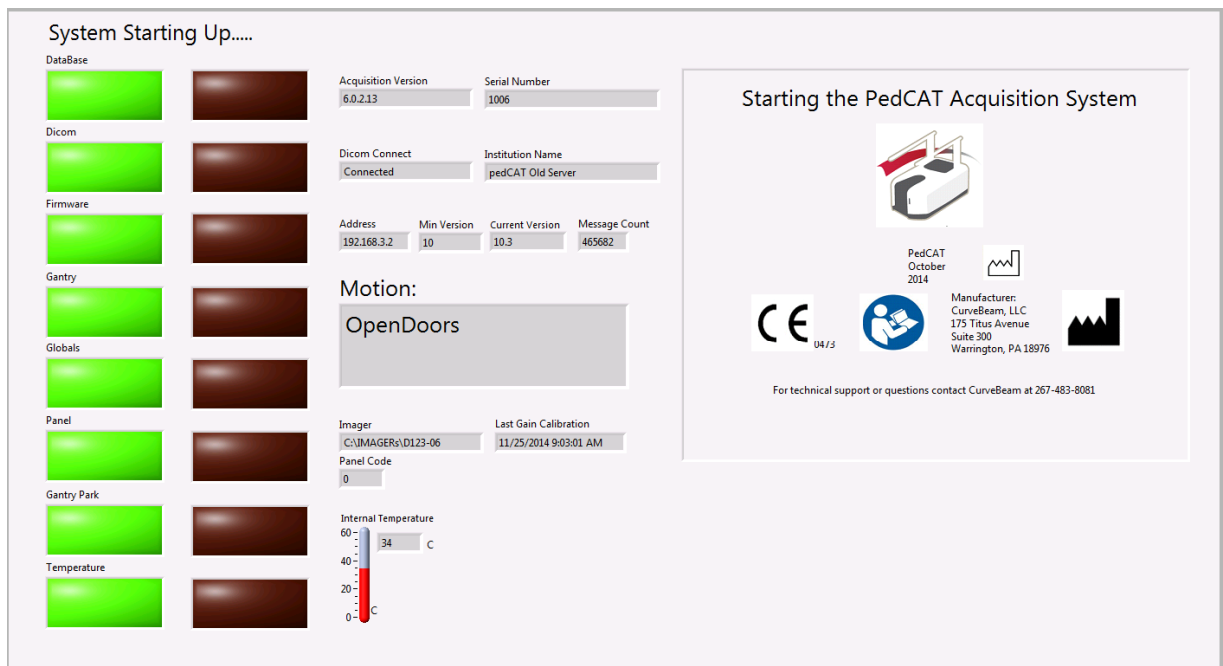 System Starting Up.....
DataBase
Dicom
Firmware
Gantry
Globals
Panel
Gantry Park
Temperature
Acquisition Version
6.0.2.13
Serial Number
1006
Dicom Connect
Connected
Institution Name
pedCAT Old Server
Address
192.168.3.2
Min Version
10
Current Version
10.3
Message Count
465682
Motion:
OpenDoors
Imager
C:\IMAGERs\D123-06
Last Gain Calibration
11/25/2014 9:03:01 AM
Panel Code
0
Internal Temperature
60
40
20
0
C
34
C
Starting the PedCAT Acquisition System
PedCAT
October
2014
CE
0473
Manufacturer:
CurveBeam, LLC
175 Titus Avenue
Suite 300
Warrington, PA 18976
For technical support or questions contact CurveBeam at 267-483-8081